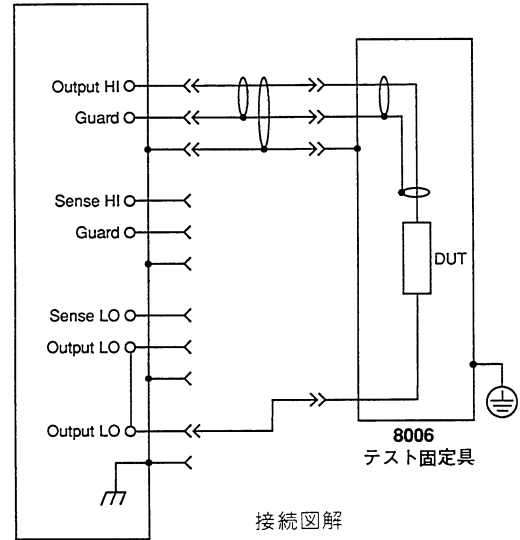 Output HI
Guard
Sense HI
Guard
Sense LO
Output LO
Output LO
DUT
8006
テスト固定具
接続図解